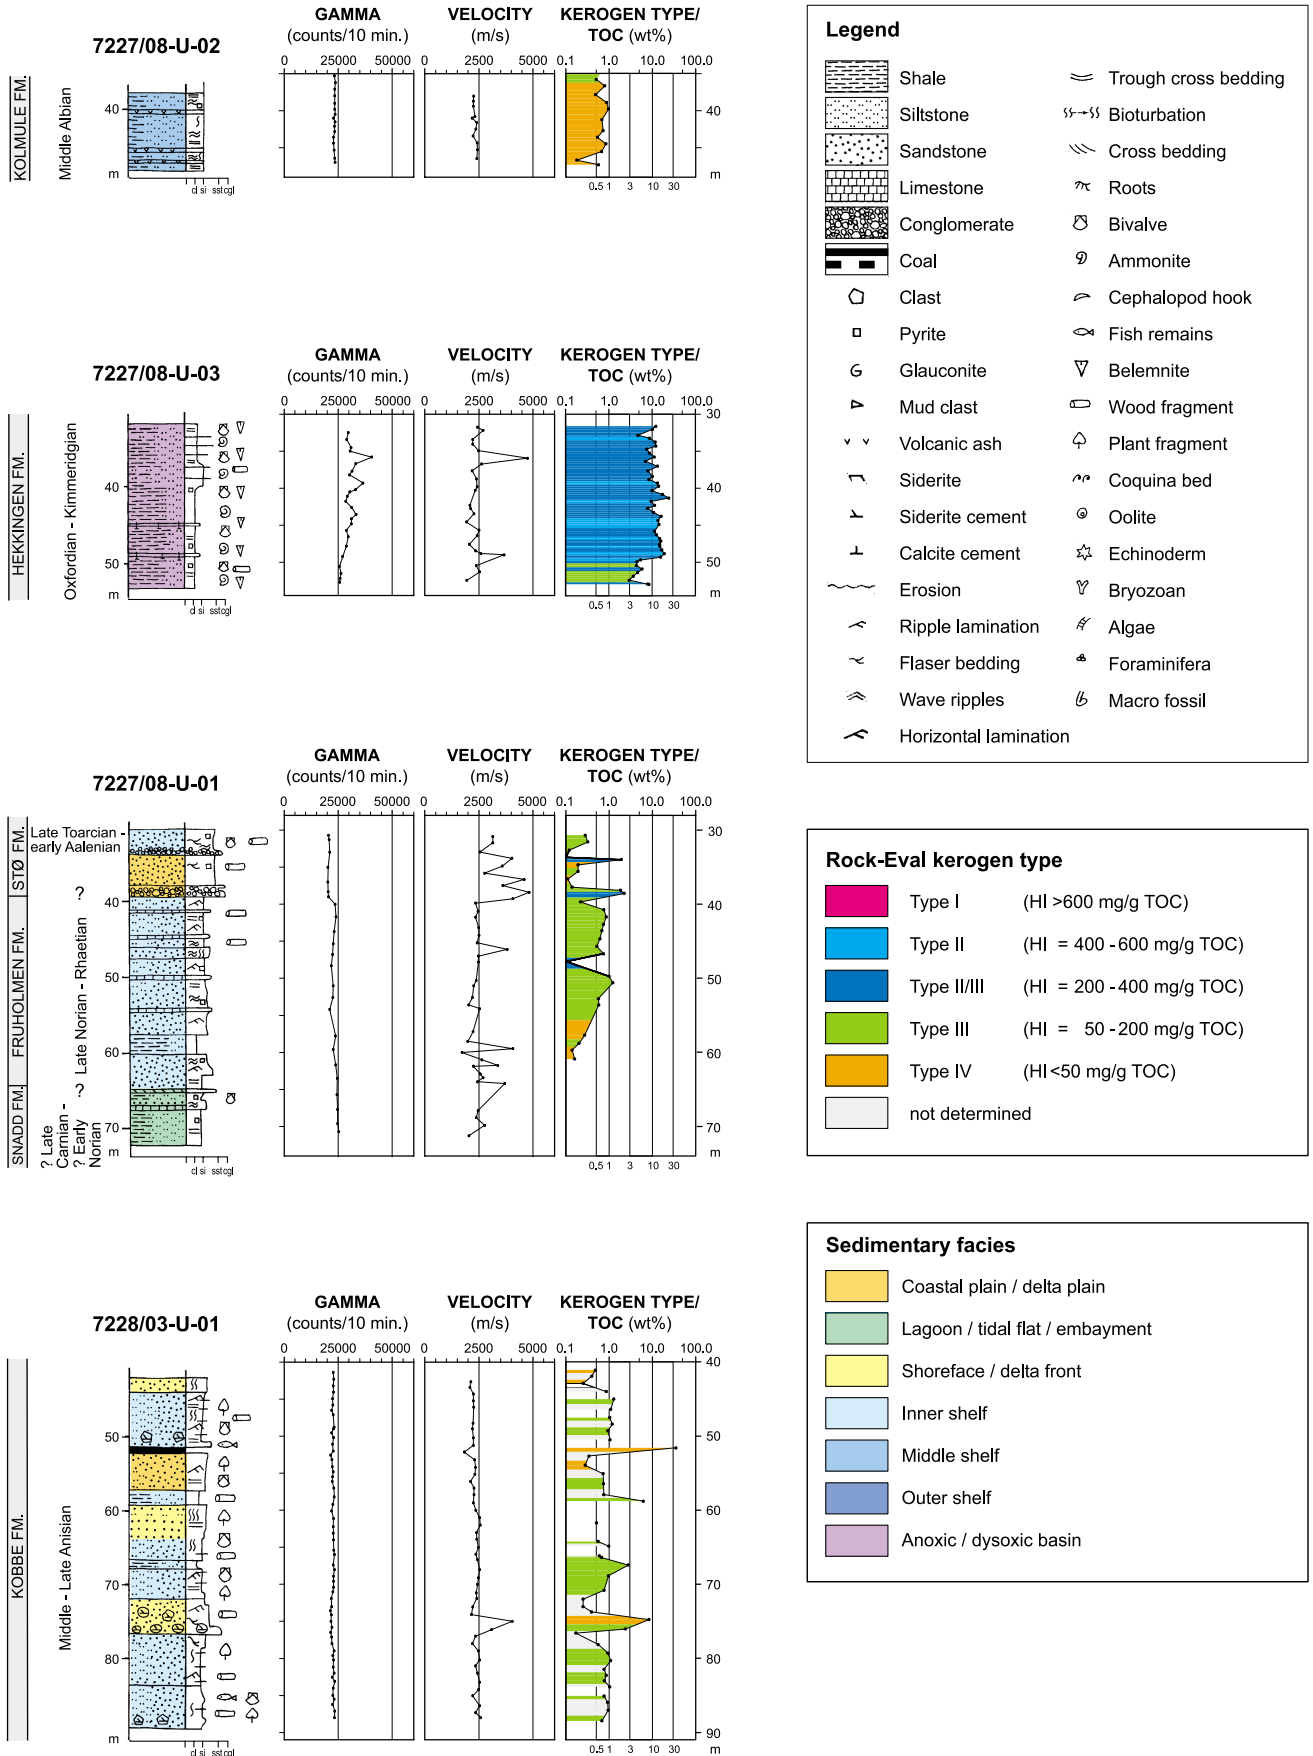 7227/08-U-02
GAMMA
(counts/10 min.)
0 25000 50000
VELOCITY
(m/s)
0 2500 5000
KEROGEN TYPE/
TOC (wt%)
0.1 1.0 10.0 100.0
KOLMULE FM.
Middle Albian
40
m
cl si sst cgl
40
m
0.5 1 3 10 30
7227/08-U-03
GAMMA
(counts/10 min.)
0 25000 50000
VELOCITY
(m/s)
0 2500 5000
KEROGEN TYPE/
TOC (wt%)
0.1 1.0 10.0 100.0
HEKKINGEN FM.
Oxfordian - Kimmeridgian
40
50
m
cl si sst cgl
30
40
50
m
0.5 1 3 10 30
7227/08-U-01
GAMMA
(counts/10 min.)
0 25000 50000
VELOCITY
(m/s)
0 2500 5000
KEROGEN TYPE/
TOC (wt%)
0.1 1.0 10.0 100.0
STØ FM.
FRUHOLMEN FM.
SNADD FM.
Late Toarcian -
early Aalenian
?
Late Norian - Rhaetian
?
? Late
Carnian -
? Early
Norian
40
50
60
70
m
cl si sst cgl
30
40
50
60
70
m
0.5 1 3 10 30
7228/03-U-01
GAMMA
(counts/10 min.)
0 25000 50000
VELOCITY
(m/s)
0 2500 5000
KEROGEN TYPE/
TOC (wt%)
0.1 1.0 10.0 100.0
KOBBE FM.
Middle - Late Anisian
50
60
70
80
m
cl si sst cgl
40
50
60
70
80
90
m
0.5 1 3 10 30
Legend
Shale
Siltstone
Sandstone
Limestone
Conglomerate
Coal
Clast
Pyrite
Glauconite
Mud clast
Volcanic ash
Siderite
Siderite cement
Calcite cement
Erosion
Ripple lamination
Flaser bedding
Wave ripples
Horizontal lamination
Trough cross bedding
Bioturbation
Cross bedding
Roots
Bivalve
Ammonite
Cephalopod hook
Fish remains
Belemnite
Wood fragment
Plant fragment
Coquina bed
Oolite
Echinoderm
Bryozoan
Algae
Foraminifera
Macro fossil
Rock-Eval kerogen type
Type I (HI >600 mg/g TOC)
Type II (HI = 400 - 600 mg/g TOC)
Type II/III (HI = 200 - 400 mg/g TOC)
Type III (HI = 50 - 200 mg/g TOC)
Type IV (HI <50 mg/g TOC)
not determined
Sedimentary facies
Coastal plain / delta plain
Lagoon / tidal flat / embayment
Shoreface / delta front
Inner shelf
Middle shelf
Outer shelf
Anoxic / dysoxic basin